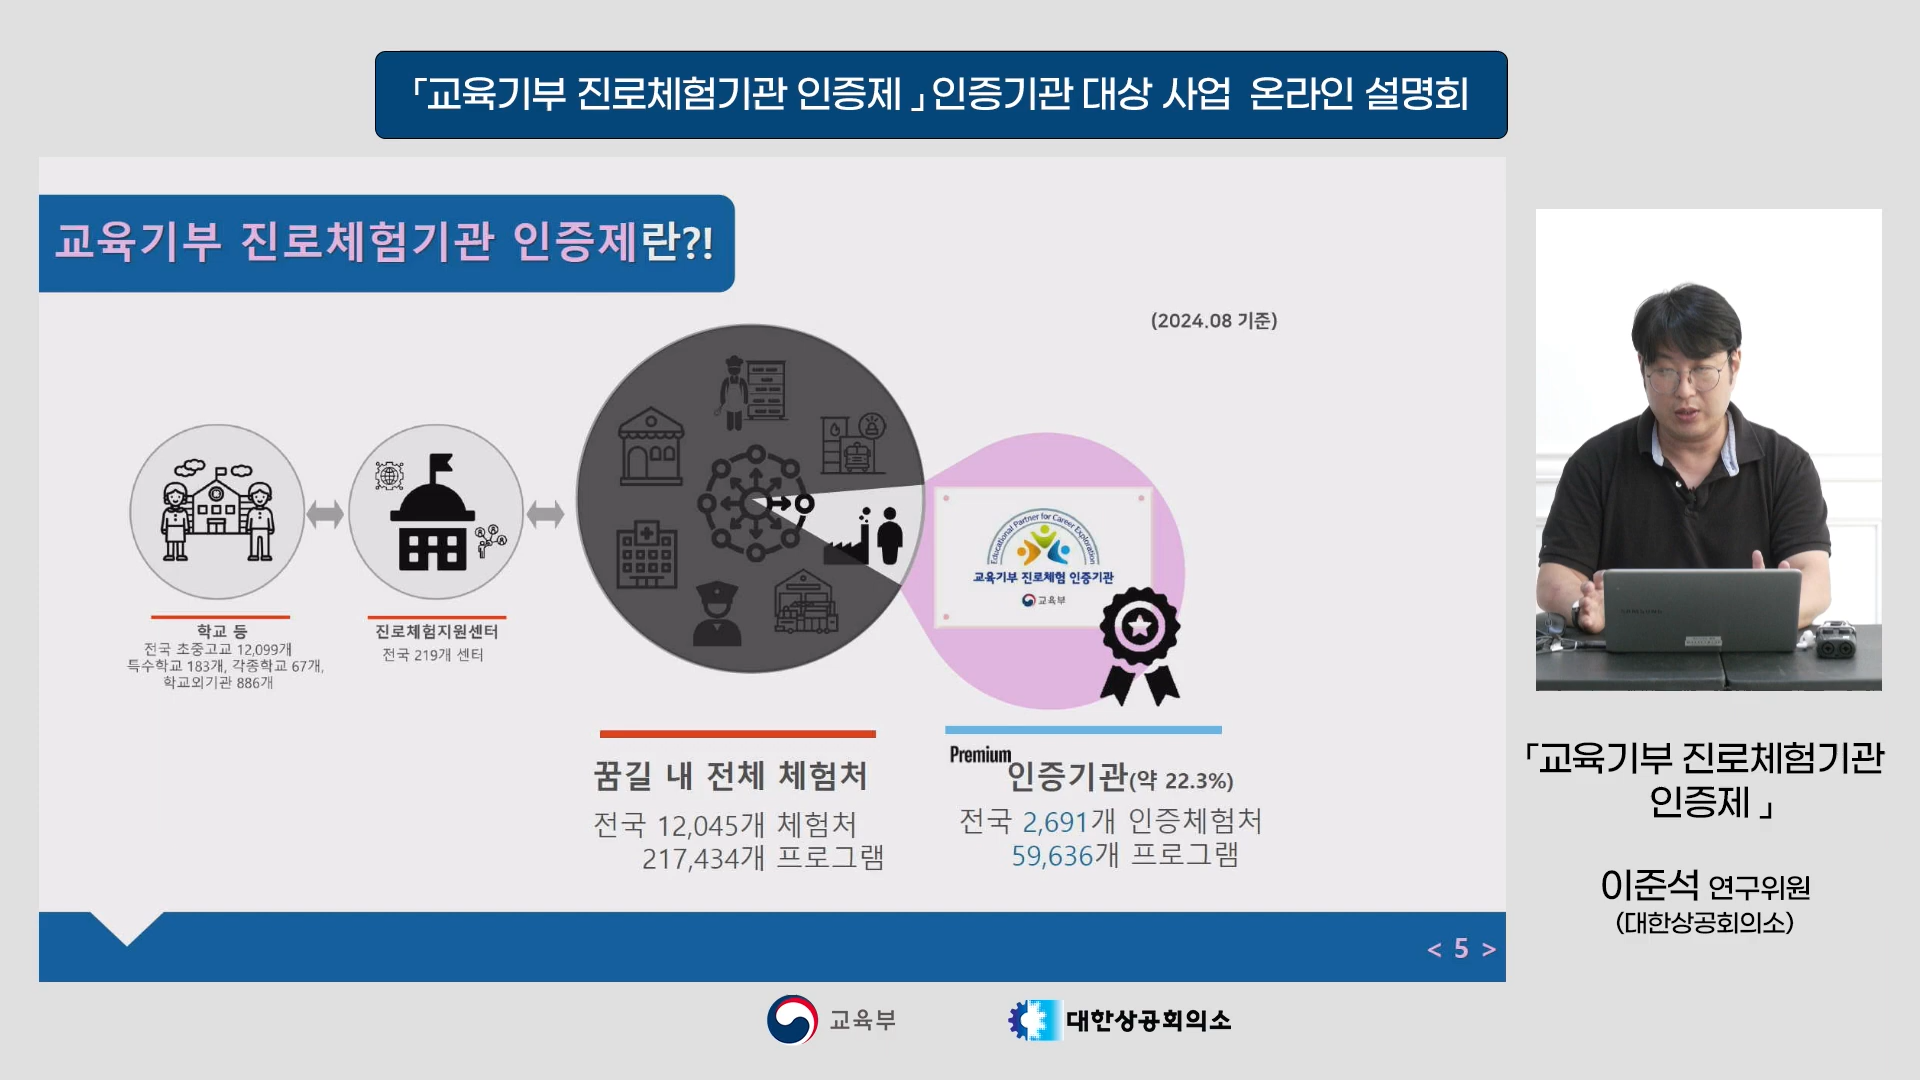 「교육기부 진로체험기관 인증제」인증기관 대상 사업 온라인 설명회
교육기부 진로체험기관 인증제란?!
(2024.08 기준)
Educational Partner for Career Exploration
교육기부 진로체험 인증기관
교육부
학교 등
전국 초중고교 12,099개
특수학교 183개, 각종학교 67개,
학교외기관 886개
진로체험지원센터
전국 219개 센터
꿈길 내 전체 체험처
전국 12,045개 체험처
217,434개 프로그램
Premium
인증기관(약 22.3%)
전국 2,691개 인증체험처
59,636개 프로그램
< 5 >
SAMSUNG
「교육기부 진로체험기관
인증제」
이준석 연구위원
(대한상공회의소)
교육부
대한상공회의소